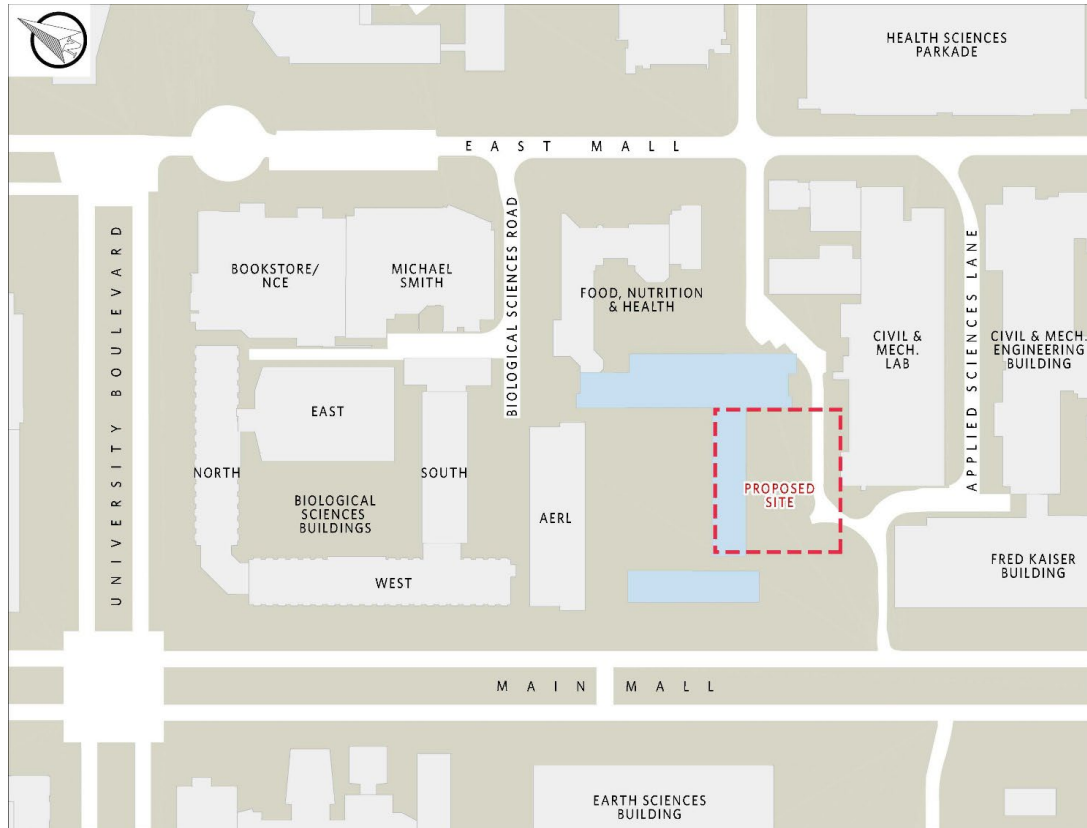 HEALTH SCIENCES
PARKADE
EAST MALL
BIOLOGICAL SCIENCES ROAD
UNIVERSITY BOULEVARD
BOOKSTORE/
NCE
MICHAEL
SMITH
FOOD, NUTRITION
& HEALTH
CIVIL &
MECH.
LAB
APPLIED SCIENCES LANE
CIVIL & MECH.
ENGINEERING
BUILDING
EAST
NORTH
SOUTH
BIOLOGICAL
SCIENCES
BUILDINGS
WEST
AERL
PROPOSED
SITE
FRED KAISER
BUILDING
MAIN MALL
EARTH SCIENCES
BUILDING